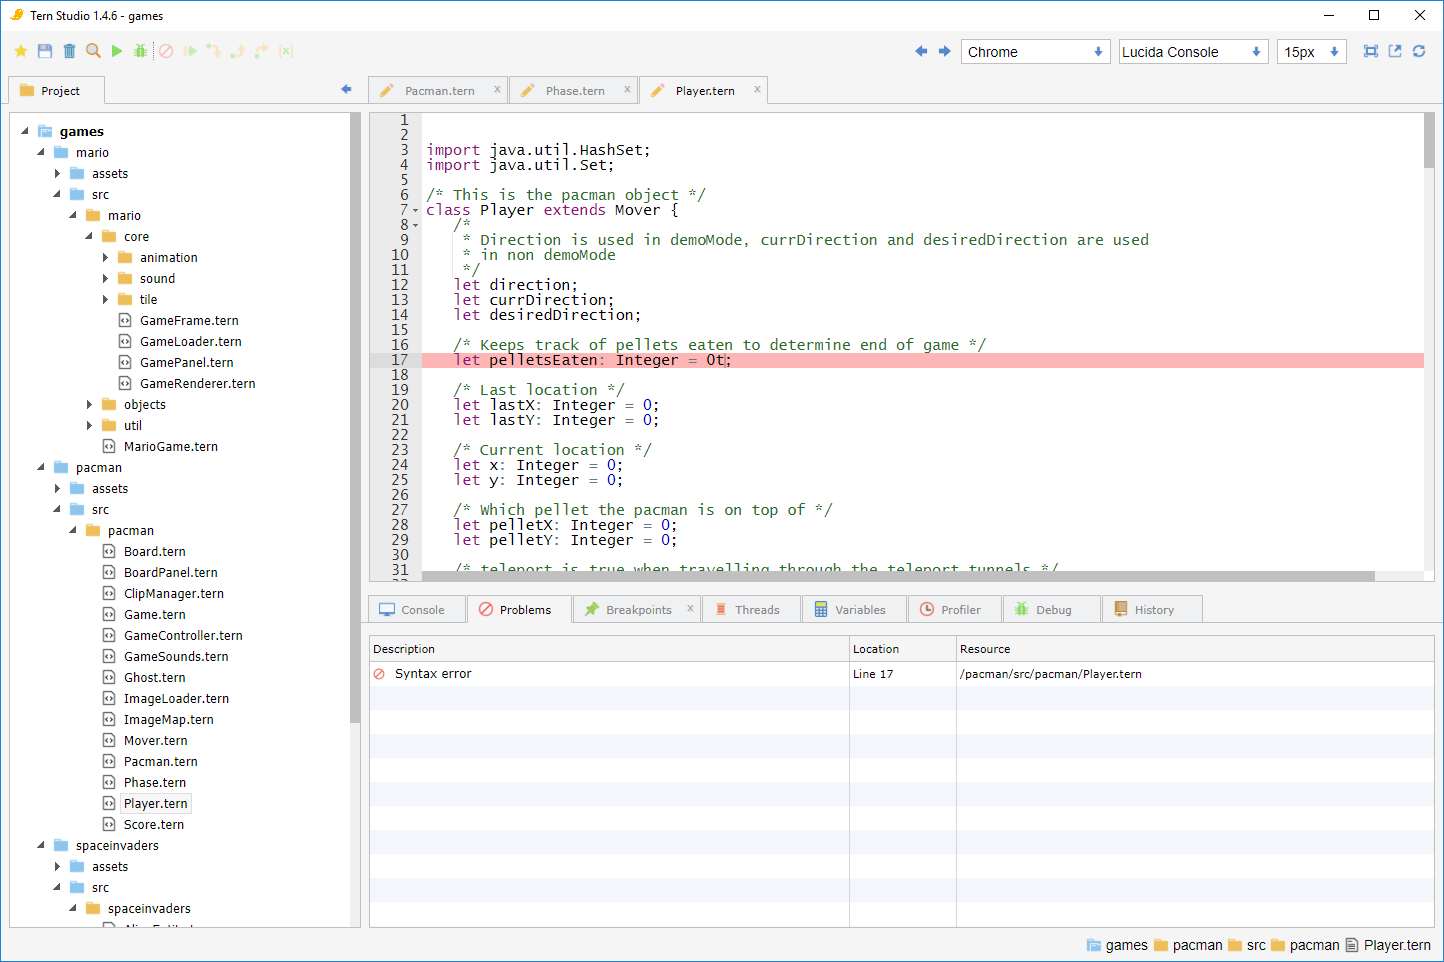 Tern Studio 1.4.6 - games
Chrome
Lucida Console
15px
Project
Pacman.tern x
Phase.tern x
Player.tern x
games
mario
assets
src
mario
core
animation
sound
tile
GameFrame.tern
GameLoader.tern
GamePanel.tern
GameRenderer.tern
objects
util
MarioGame.tern
pacman
assets
src
pacman
Board.tern
BoardPanel.tern
ClipManager.tern
Game.tern
GameController.tern
GameSounds.tern
Ghost.tern
ImageLoader.tern
ImageMap.tern
Mover.tern
Pacman.tern
Phase.tern
Player.tern
Score.tern
spaceinvaders
assets
src
spaceinvaders
1
2
3 import java.util.HashSet;
4 import java.util.Set;
5
6 /* This is the pacman object */
7 class Player extends Mover {
8 /*
9 * Direction is used in demoMode, currDirection and desiredDirection are used
10 * in non demoMode
11 */
12 let direction;
13 let currDirection;
14 let desiredDirection;
15
16 /* Keeps track of pellets eaten to determine end of game */
17 let pelletsEaten: Integer = 0t;
18
19 /* Last location */
20 let lastX: Integer = 0;
21 let lastY: Integer = 0;
22
23 /* Current location */
24 let x: Integer = 0;
25 let y: Integer = 0;
26
27 /* Which pellet the pacman is on top of */
28 let pelletX: Integer = 0;
29 let pelletY: Integer = 0;
30
31 /* teleport is true when travelling through the teleport tunnels */
Console
Problems
Breakpoints x
Threads
Variables
Profiler
Debug
History
Description Location Resource
Syntax error Line 17 /pacman/src/pacman/Player.tern
games pacman src pacman Player.tern